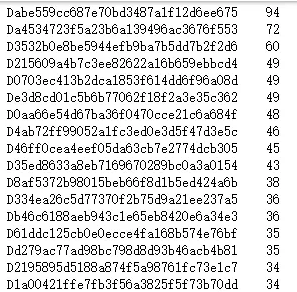 Dabe559cc687e70bd3487a1f12d6ee675 94
Da4534723f5a23b6a139496ac3676f553 72
D3532b0e8be5944efb9ba7b5dd7b2f2d6 60
D215609a4b7c3ee82622a16b659ebbcd4 49
D0703ec413b2dca1853f614dd6f96a08d 49
De3d8cd01c5b6b77062f18f2a3e35c362 49
D0aa66e54d67ba36f0470cce21c6a684f 48
D4ab72ff99052a1fc3ed0e3d5f47d3e5c 46
D46ff0cea4eef05da63cb7e2774dcb305 45
D35ed8633a8eb7169670289bc0a3a0154 43
D8af5372b98015beb66f8d1b5ed424a6b 38
D334ea26c5d77370f2b75d9a21ee237a5 36
Db46c6188aeb943c1e65eb8420e6a34e3 36
D61ddc125cb0e0ecce4fa168b574e76bf 35
Dd279ac77ad98bc798d8d93b46acb4b81 35
D2195895d5188a874f5a98761fc73e1c7 34
D1a00421ffe7fb3f56a3825f5f73b70dd 34